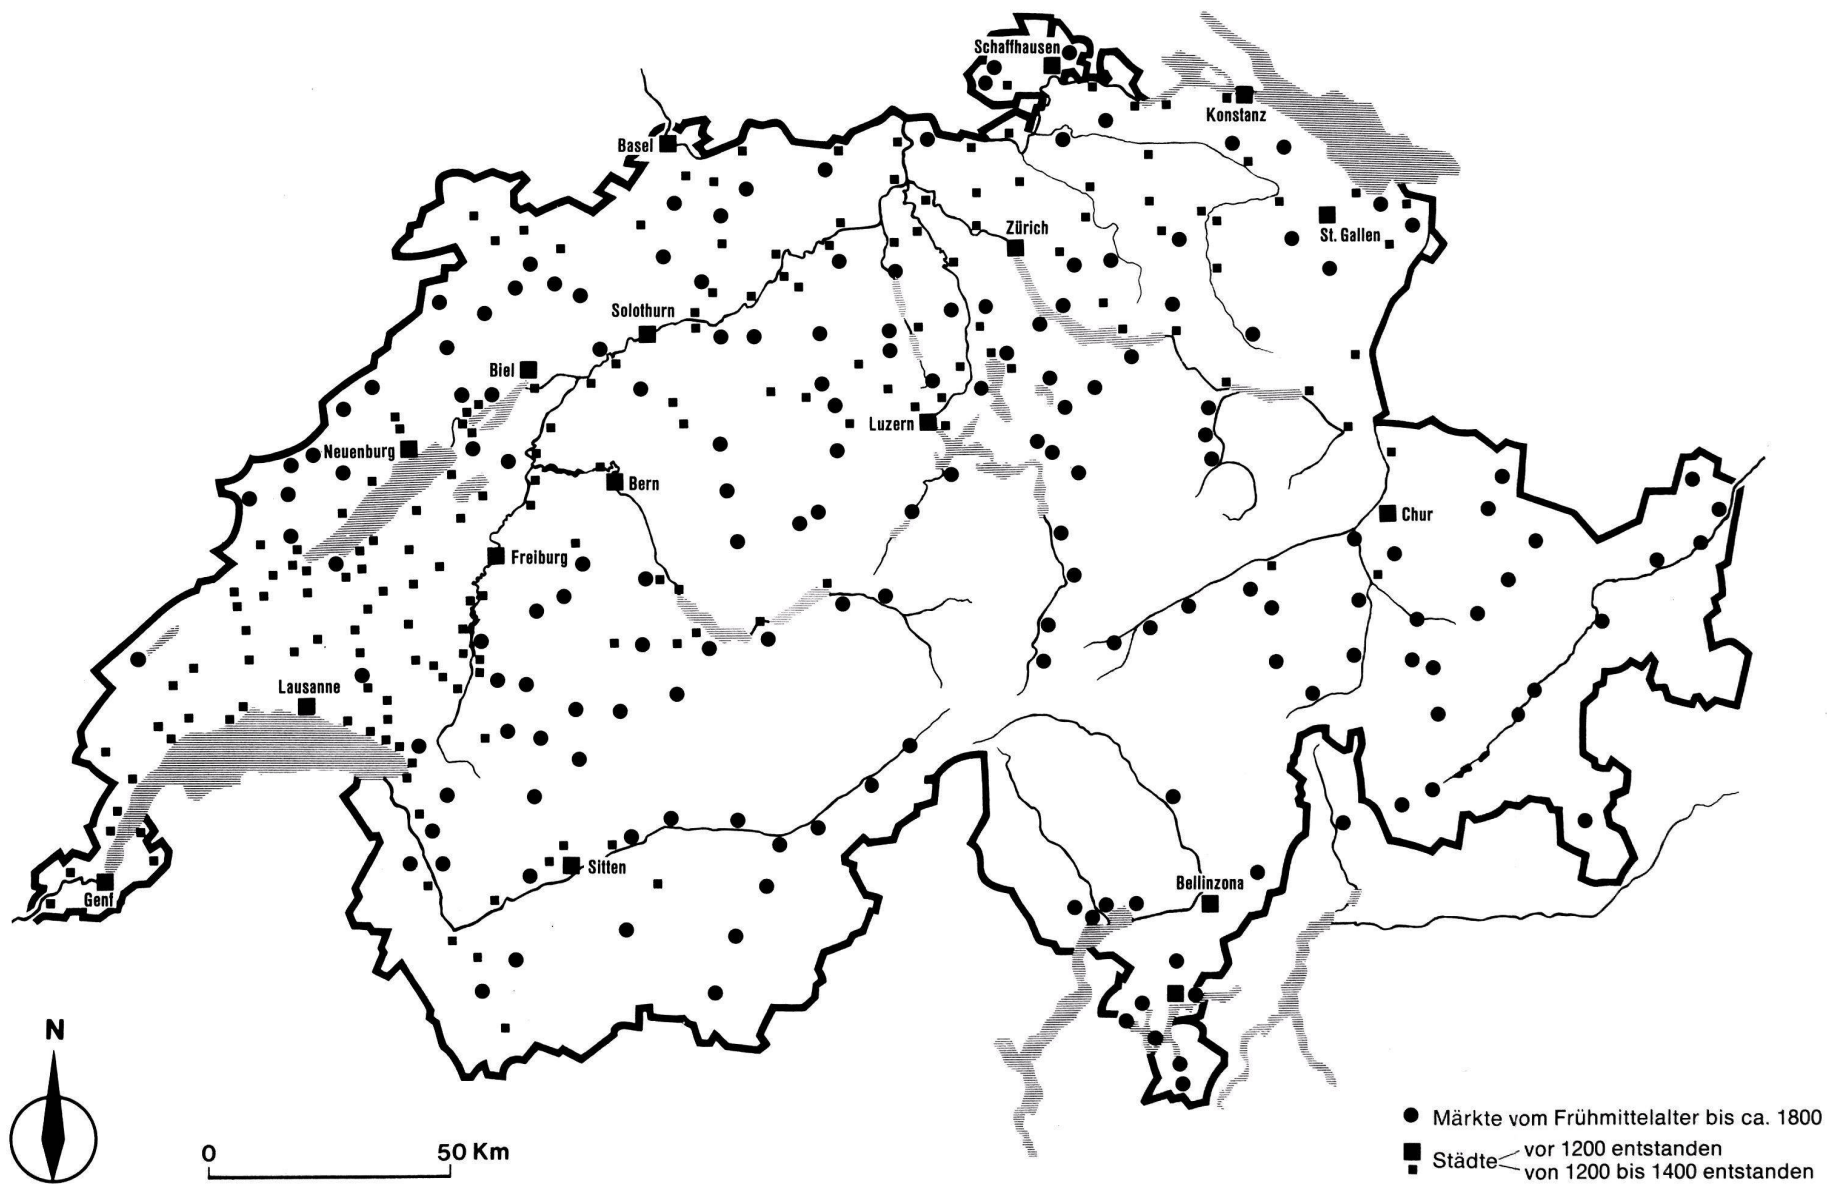 Schaffhausen
Konstanz
Basel
St. Gallen
Zürich
Solothurn
Biel
Luzern
Neuenburg
Bern
Chur
Freiburg
Lausanne
Sitten
Bellinzona
Genf
N
0 50 Km
Märkte vom Frühmittelalter bis ca. 1800
Städte
vor 1200 entstanden
von 1200 bis 1400 entstanden